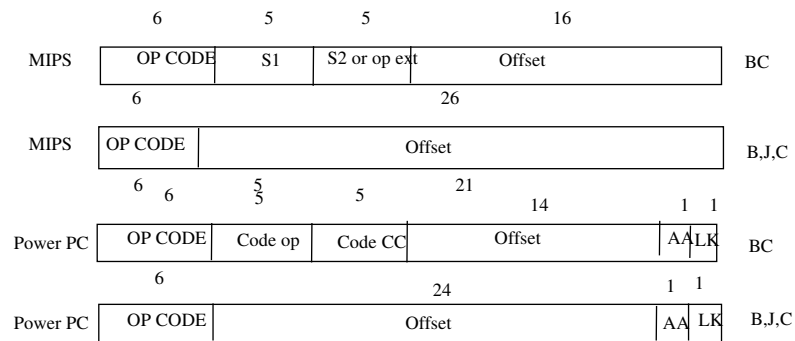 6 5 5 16
MIPS OP CODE S1 S2 or op ext Offset BC
6 26
MIPS OP CODE Offset B,J,C
6 5 21
6 5 5 14 1 1
Power PC OP CODE Code op Code CC Offset AA LK BC
6 24 1 1
Power PC OP CODE Offset AA LK B,J,C